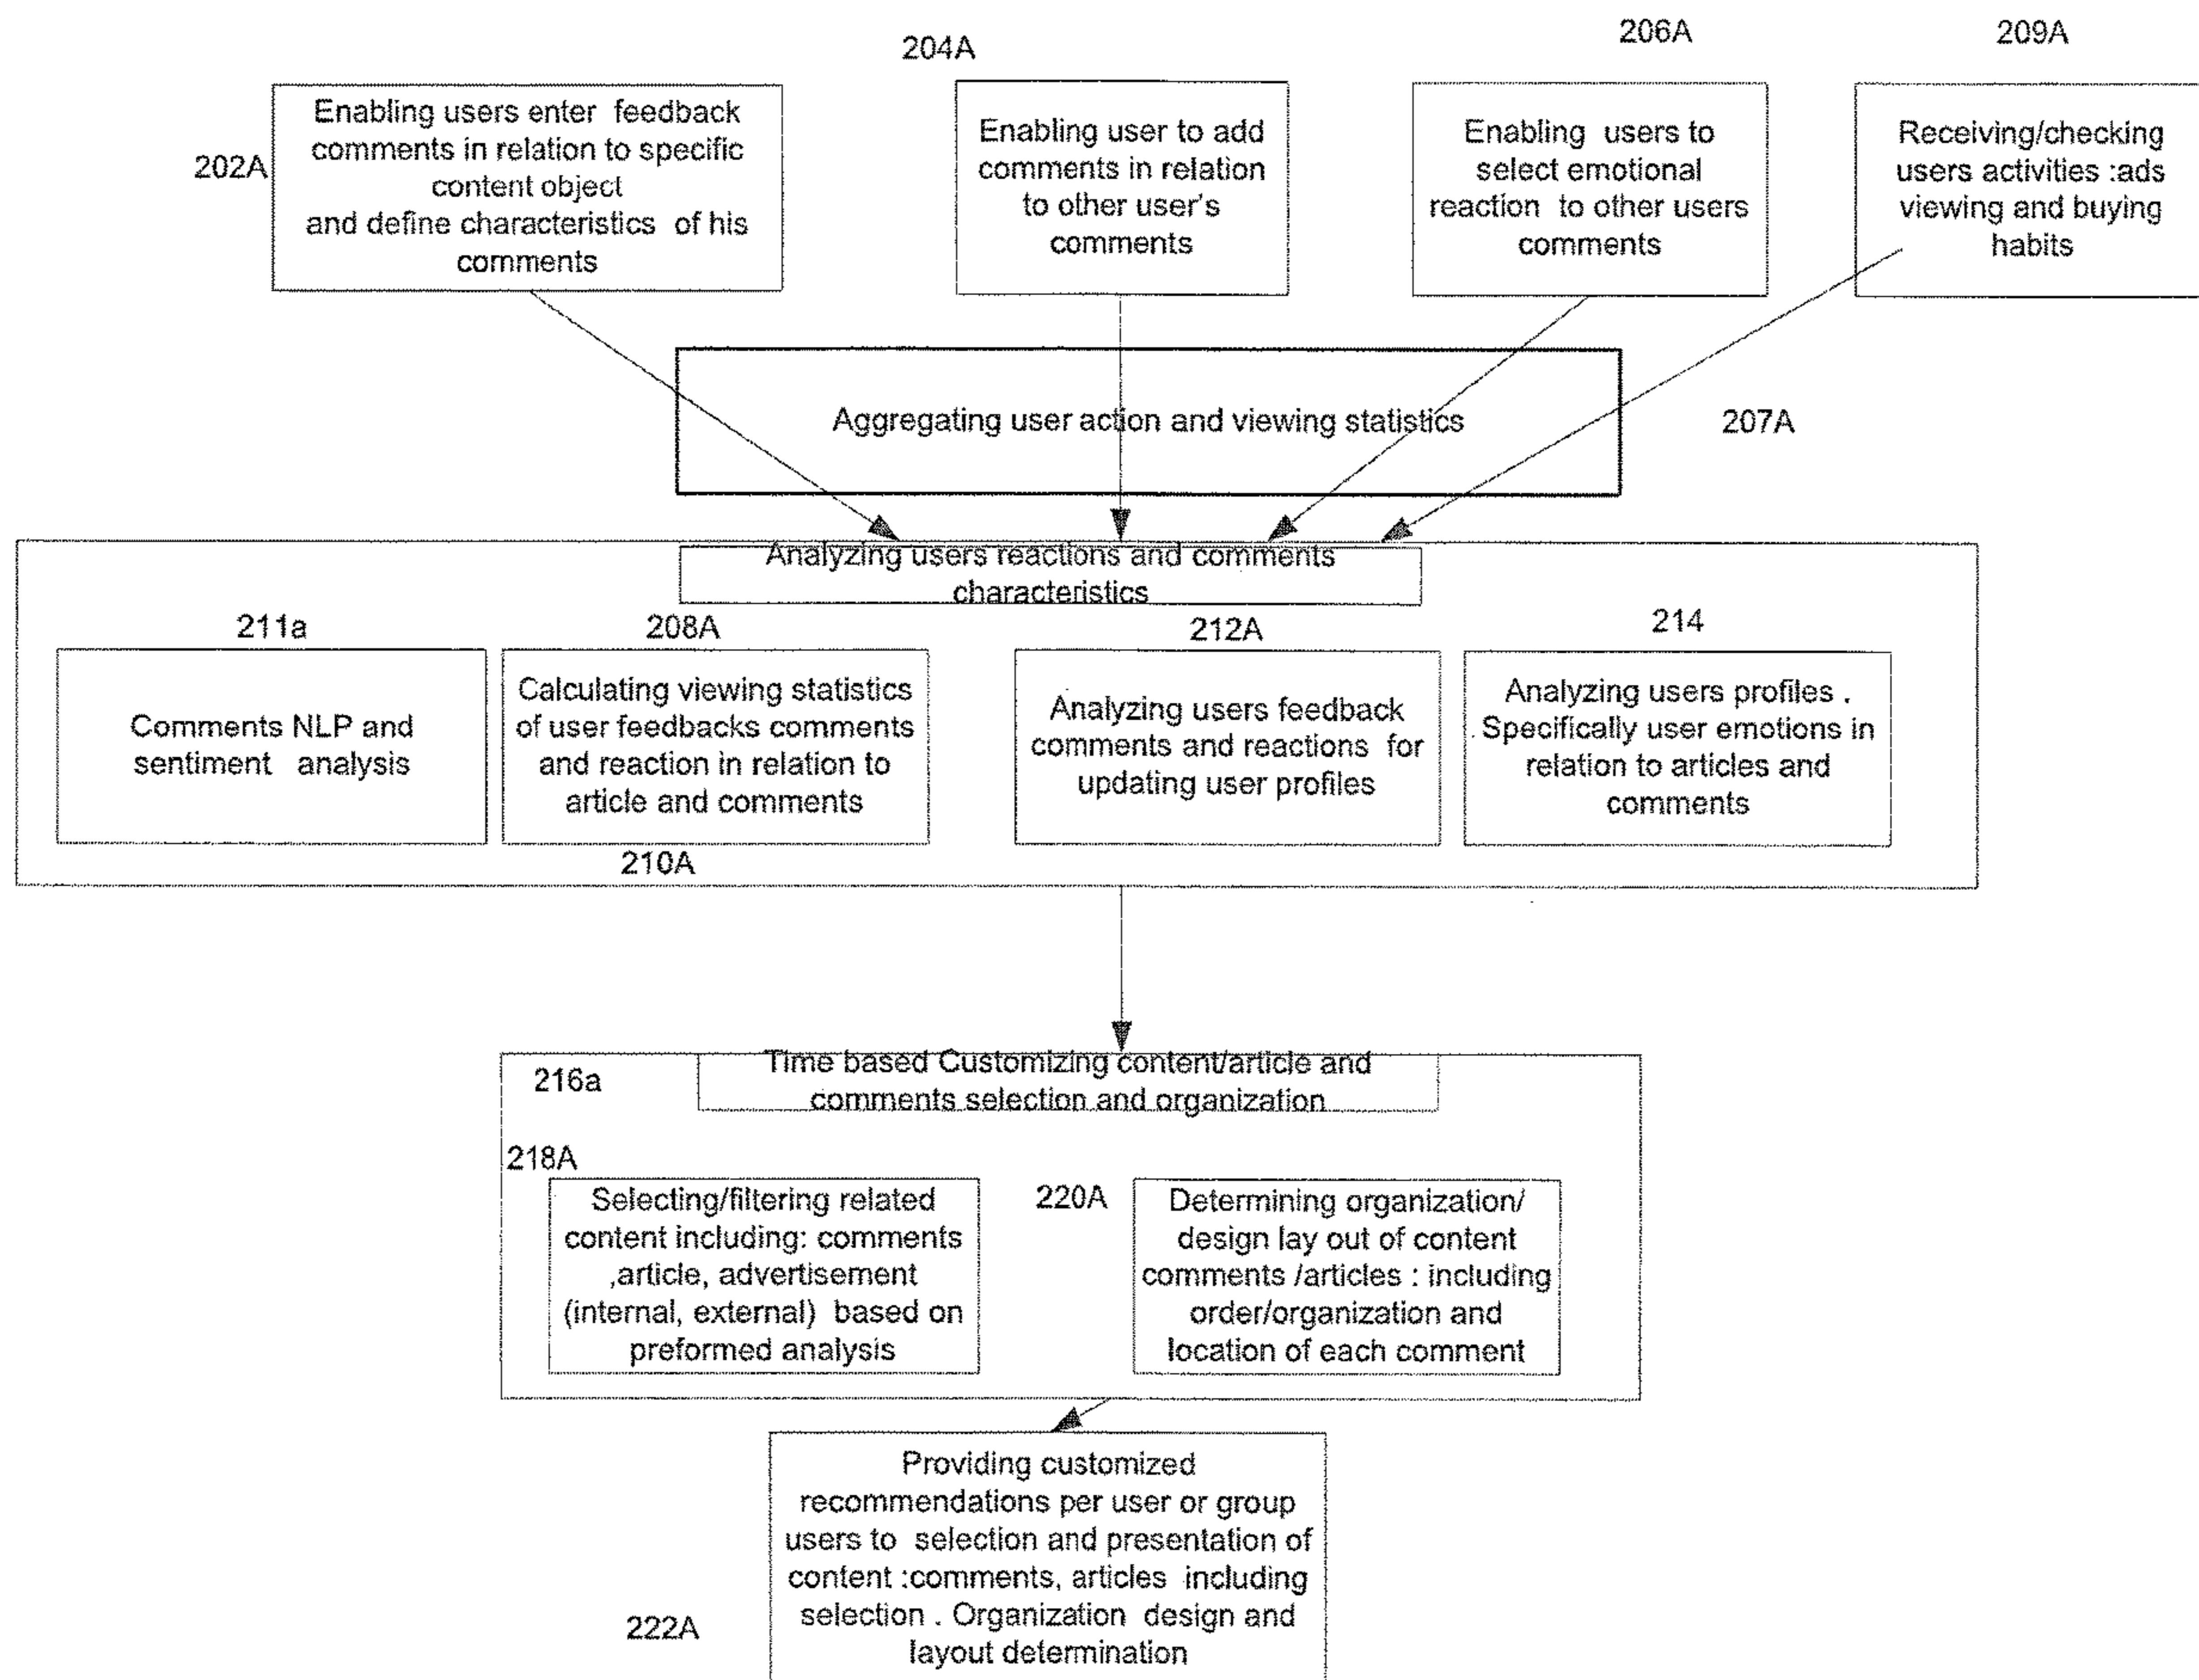 204A
206A
209A
202A
Enabling users enter feedback
comments in relation to specific
content object
and define characteristics of his
comments
Enabling user to add
comments in relation
to other user's
comments
Enabling users to
select emotional
reaction to other users
comments
Receiving/checking
users activities :ads
viewing and buying
habits
Aggregating user action and viewing statistics
207A
Analyzing users reactions and comments
characteristics
211a
208A
212A
214
Comments NLP and
sentiment analysis
Calculating viewing statistics
of user feedbacks comments
and reaction in relation to
article and comments
Analyzing users feedback
comments and reactions for
updating user profiles
Analyzing users profiles .
Specifically user emotions in
relation to articles and
comments
210A
216a
Time based Customizing content/article and
comments selection and organization
218A
Selecting/filtering related
content including: comments
,article, advertisement
(internal, external) based on
preformed analysis
220A
Determining organization/
design lay out of content
comments /articles : including
order/organization and
location of each comment
Providing customized
recommendations per user or group
users to selection and presentation of
content :comments, articles including
selection . Organization design and
layout determination
222A